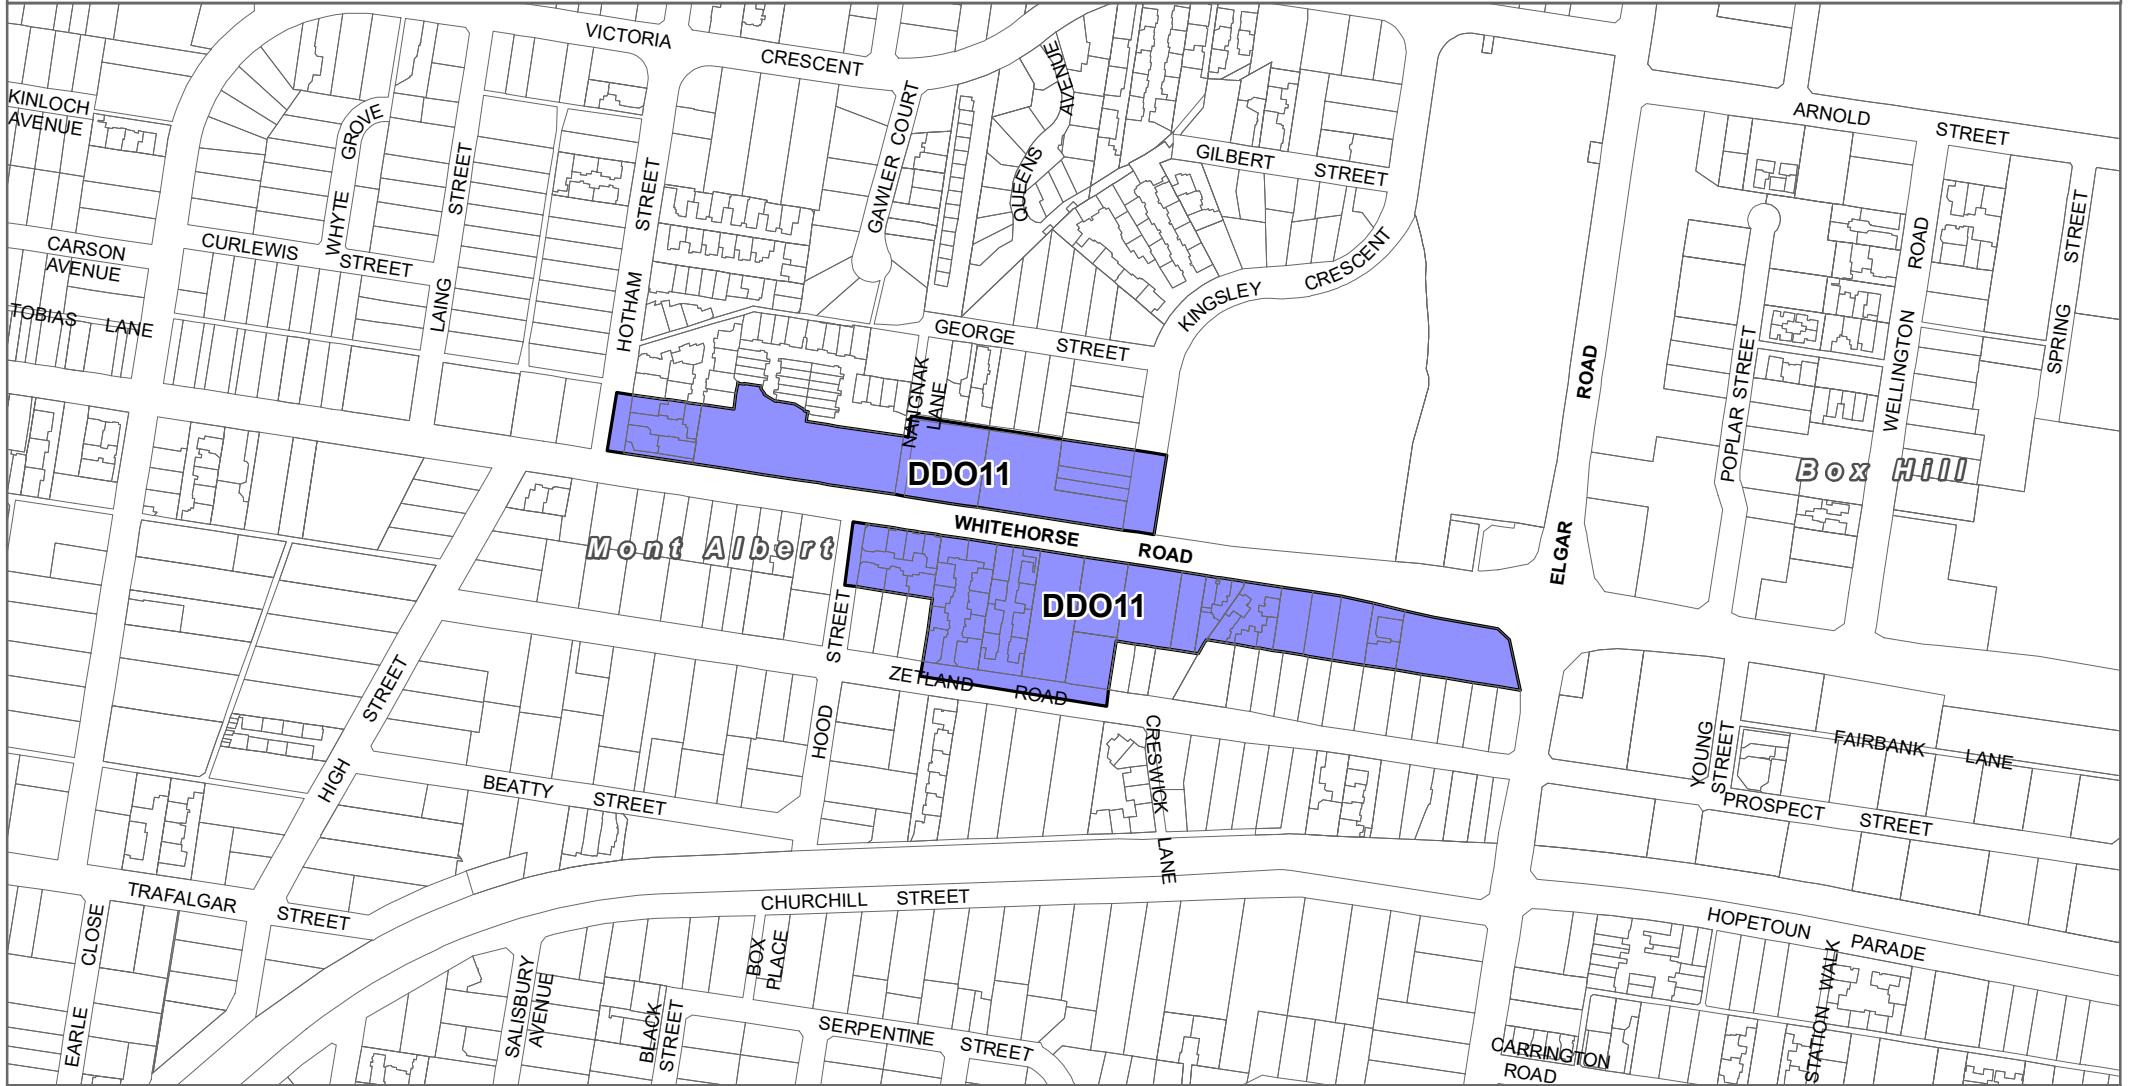 VICTORIA CRESCENT
KINLOCH
AVENUE
WHYTE GROVE
LAING STREET
HOTHAM STREET
GAWLER COURT
QUEENS AVENUE
GILBERT STREET
ARNOLD STREET
CARSON
AVENUE
CURLEWIS STREET
TOBIAS LANE
KINGSLEY CRESCENT
GEORGE STREET
NAIGNAK
LANE
ELGAR ROAD
POPLAR STREET
WELLINGTON ROAD
SPRING STREET
Box Hill
DDO11
WHITEHORSE ROAD
Mont Albert
DDO11
HOOD STREET
ZETLAND ROAD
HIGH STREET
CRESWICK LANE
YOUNG
STREET
FAIRBANK LANE
PROSPECT STREET
BEATTY STREET
TRAFALGAR STREET
CHURCHILL STREET
HOPETOUN PARADE
EARLE CLOSE
SALISBURY
AVENUE
BLACK
STREET
BOX
PLACE
SERPENTINE STREET
CARRINGTON
ROAD
STATION WALK